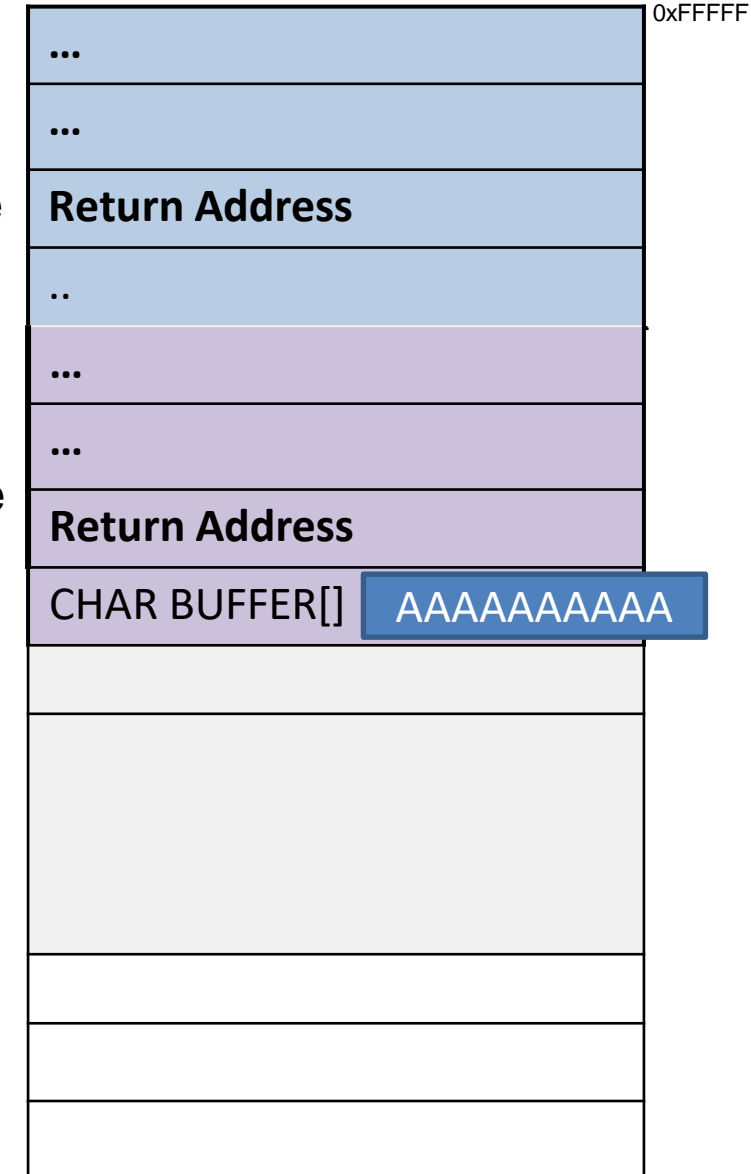 0xFFFFF
...
...
e
Return Address
..
...
...
e
Return Address
CHAR BUFFER[] AAAAAAAAAA